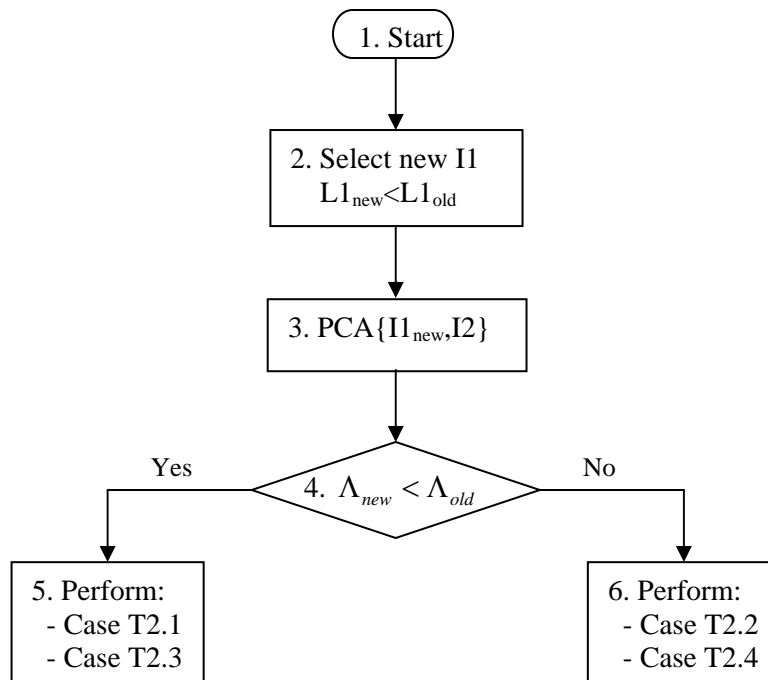 1. Start
2. Select new I1
L1new<L1old
3. PCA{I1new,I2}
Yes
No
4. Λnew < Λold
5. Perform:
- Case T2.1
- Case T2.3
6. Perform:
- Case T2.2
- Case T2.4